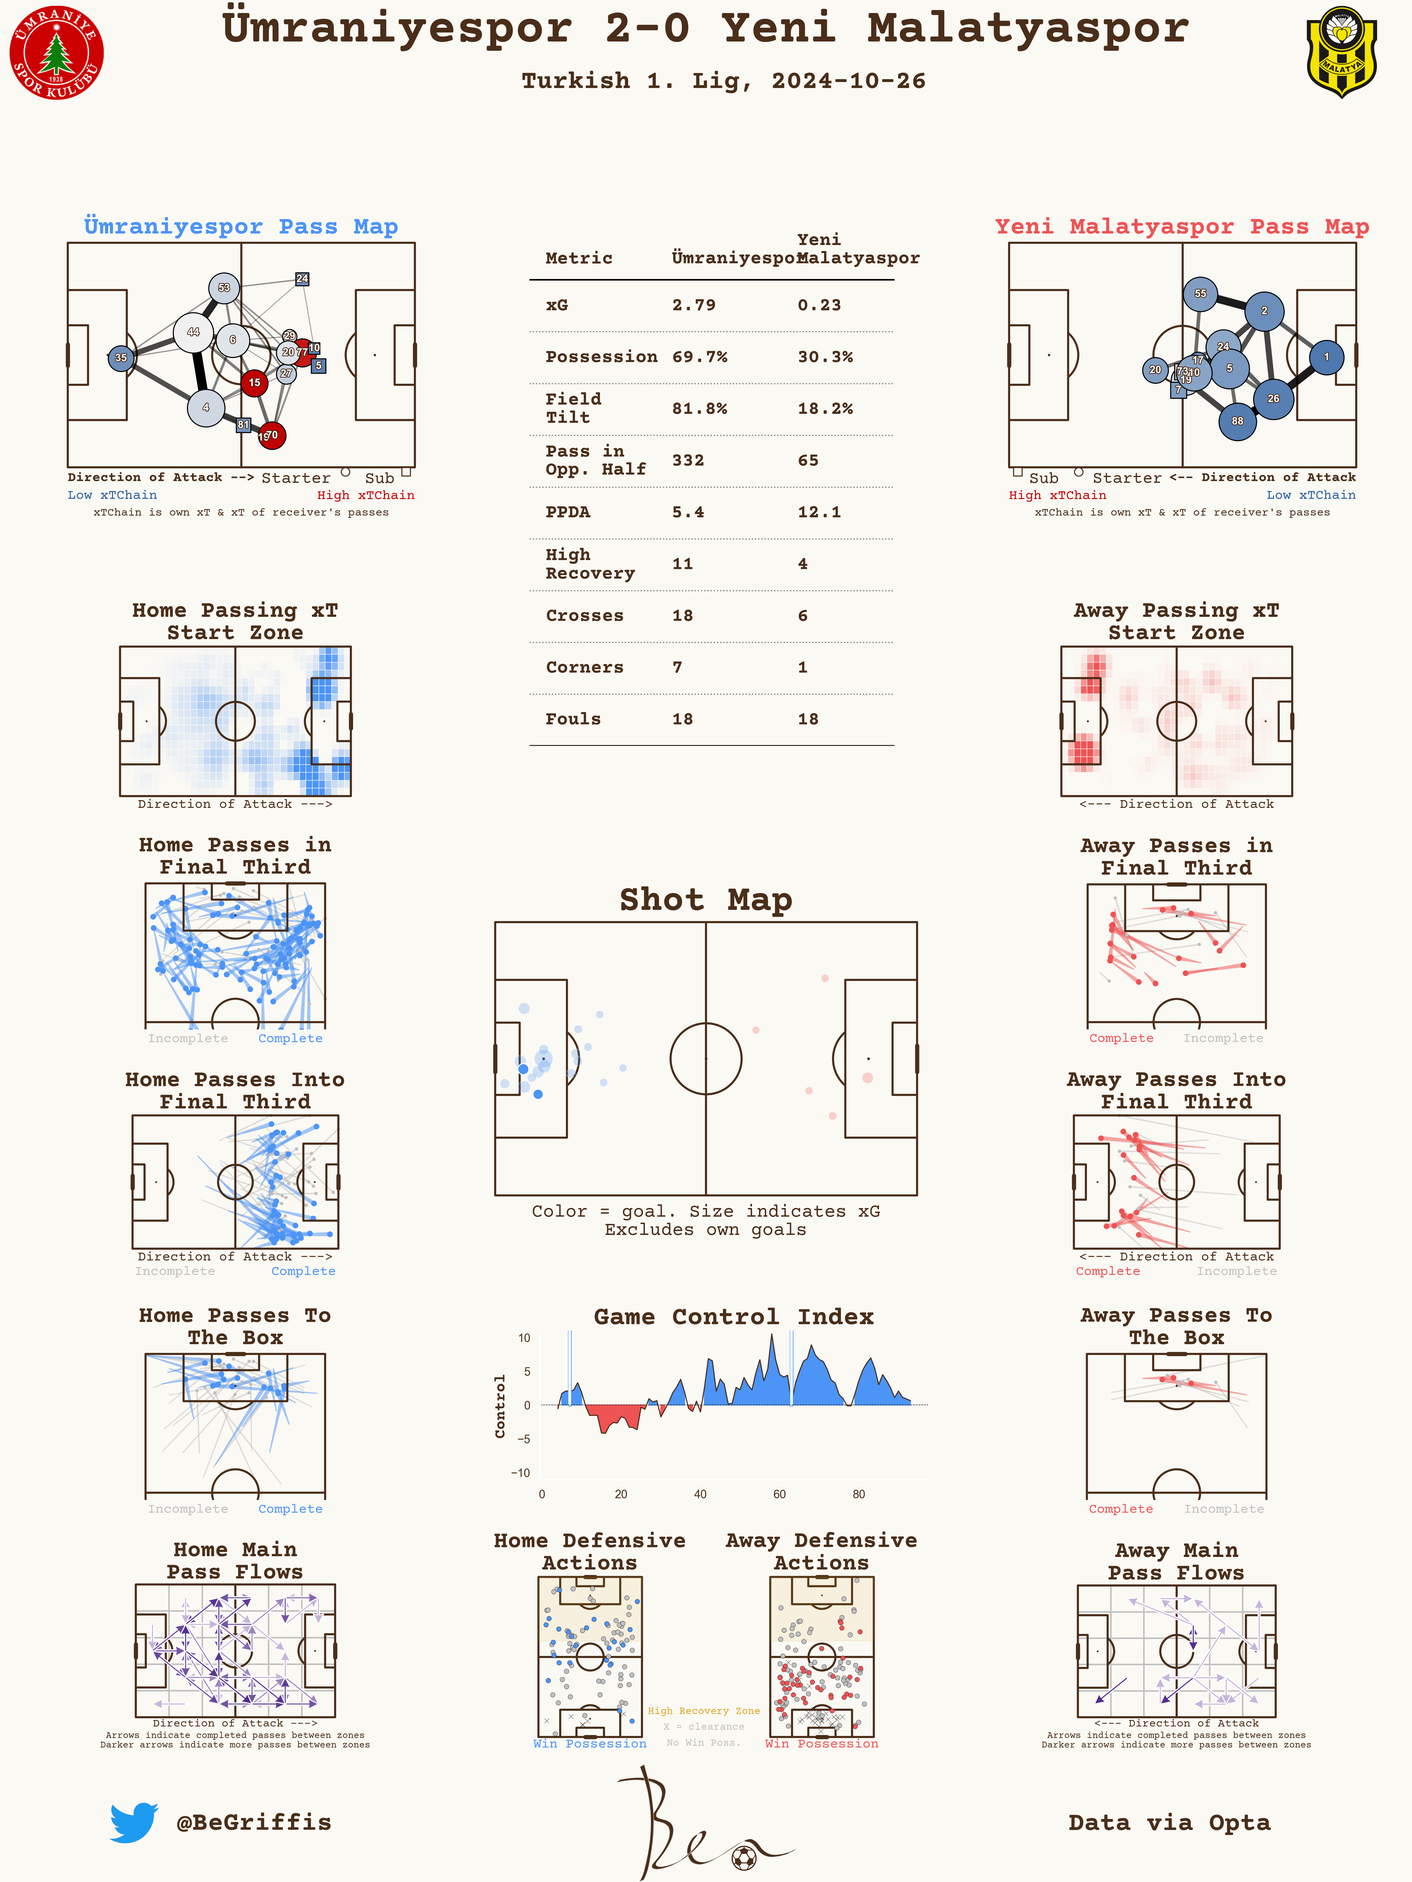 Ümraniyespor 2-0 Yeni Malatyaspor
Turkish 1. Lig, 2024-10-26
ÜMRANİYE
SPOR KULÜBÜ
1938
MALATYA
Ümraniyespor Pass Map
53
24
44
6
29
20
77
10
5
35
27
15
4
81
19
70
Direction of Attack --> Starter Sub
Low xTChain High xTChain
xTChain is own xT & xT of receiver's passes
Metric Ümraniyespor Yeni Malatyaspor
xG 2.79 0.23
Possession 69.7% 30.3%
Field Tilt 81.8% 18.2%
Pass in Opp. Half 332 65
PPDA 5.4 12.1
High Recovery 11 4
Crosses 18 6
Corners 7 1
Fouls 18 18
Yeni Malatyaspor Pass Map
55
2
24
17
1
20
73
10
5
19
7
26
88
Sub Starter <-- Direction of Attack
High xTChain Low xTChain
xTChain is own xT & xT of receiver's passes
Home Passing xT
Start Zone
Direction of Attack --->
Away Passing xT
Start Zone
<--- Direction of Attack
Home Passes in
Final Third
Incomplete Complete
Away Passes in
Final Third
Complete Incomplete
Shot Map
Color = goal. Size indicates xG
Excludes own goals
Home Passes Into
Final Third
Direction of Attack --->
Incomplete Complete
Away Passes Into
Final Third
<--- Direction of Attack
Complete Incomplete
Home Passes To
The Box
Incomplete Complete
Game Control Index
Control
10
5
0
−5
−10
0 20 40 60 80
Away Passes To
The Box
Complete Incomplete
Home Main
Pass Flows
Direction of Attack --->
Arrows indicate completed passes between zones
Darker arrows indicate more passes between zones
Home Defensive
Actions
Win Possession
High Recovery Zone
X = clearance
No Win Poss.
Away Defensive
Actions
Win Possession
Away Main
Pass Flows
<--- Direction of Attack
Arrows indicate completed passes between zones
Darker arrows indicate more passes between zones
@BeGriffis
Ben
Data via Opta